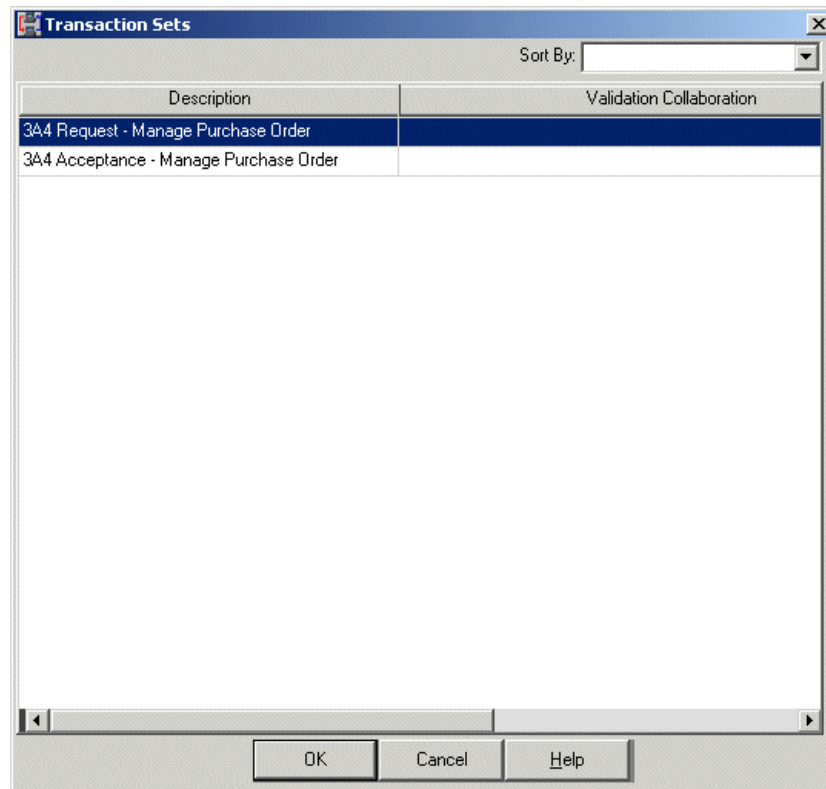 Transaction Sets
Sort By:
Description Validation Collaboration
3A4 Request - Manage Purchase Order
3A4 Acceptance - Manage Purchase Order
OK Cancel Help